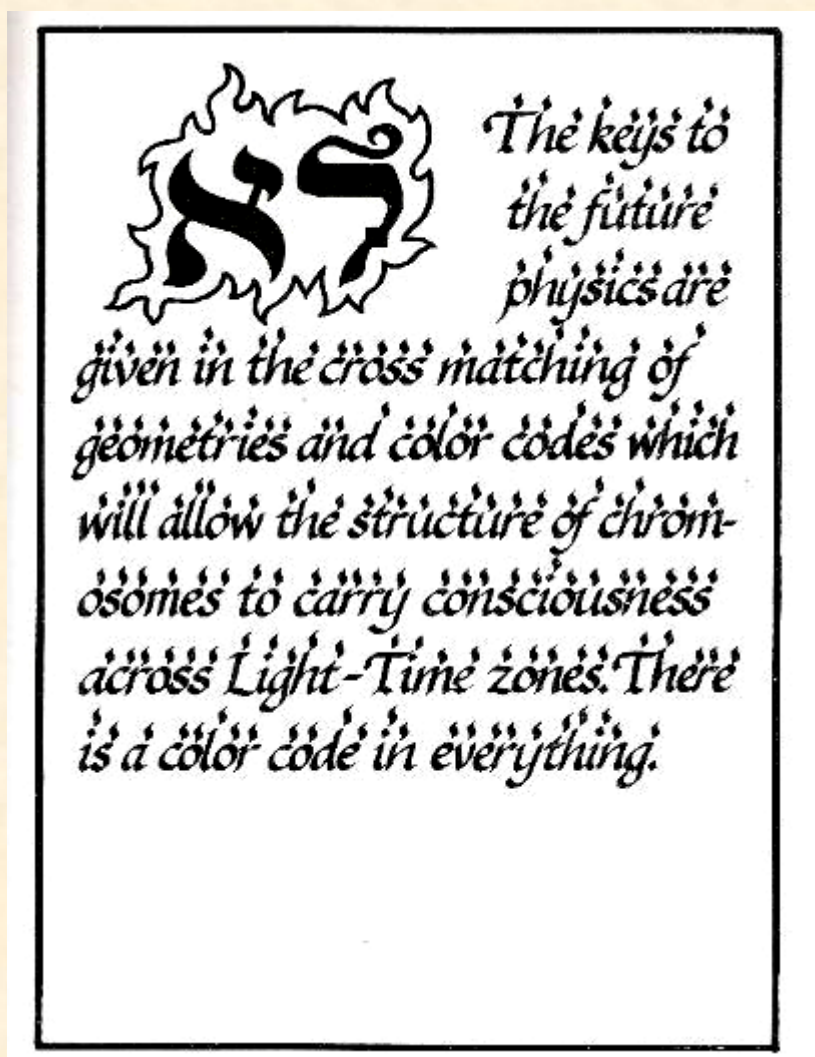 לא
The keys to
the future
physics are
given in the cross matching of
geometries and color codes which
will allow the structure of chrom-
osomes to carry consciousness
across Light-Time zones. There
is a color code in everything.